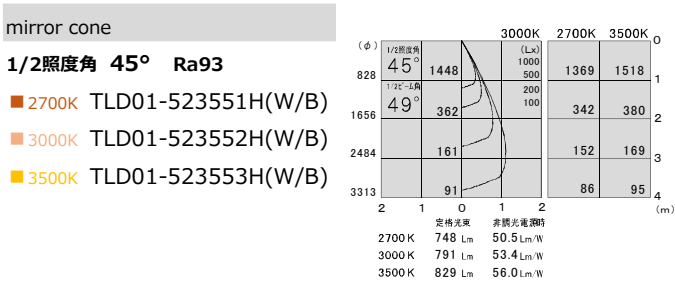 mirror cone
1/2照度角 45° Ra93
2700K TLD01-523551H(W/B)
3000K TLD01-523552H(W/B)
3500K TLD01-523553H(W/B)
3000K 2700K 3500K
(φ) 1/2照度角 (Lx) 0
45° 1000
828 1448 500 1369 1518 1
1/2ビーム角 200
49° 100
1656 362 342 380 2
2484 161 152 169 3
3313 91 86 95 4
2 1 0 1 2 (m)
定格光束 非調光電源時
2700K 748 Lm 50.5 Lm/W
3000K 791 Lm 53.4 Lm/W
3500K 829 Lm 56.0 Lm/W